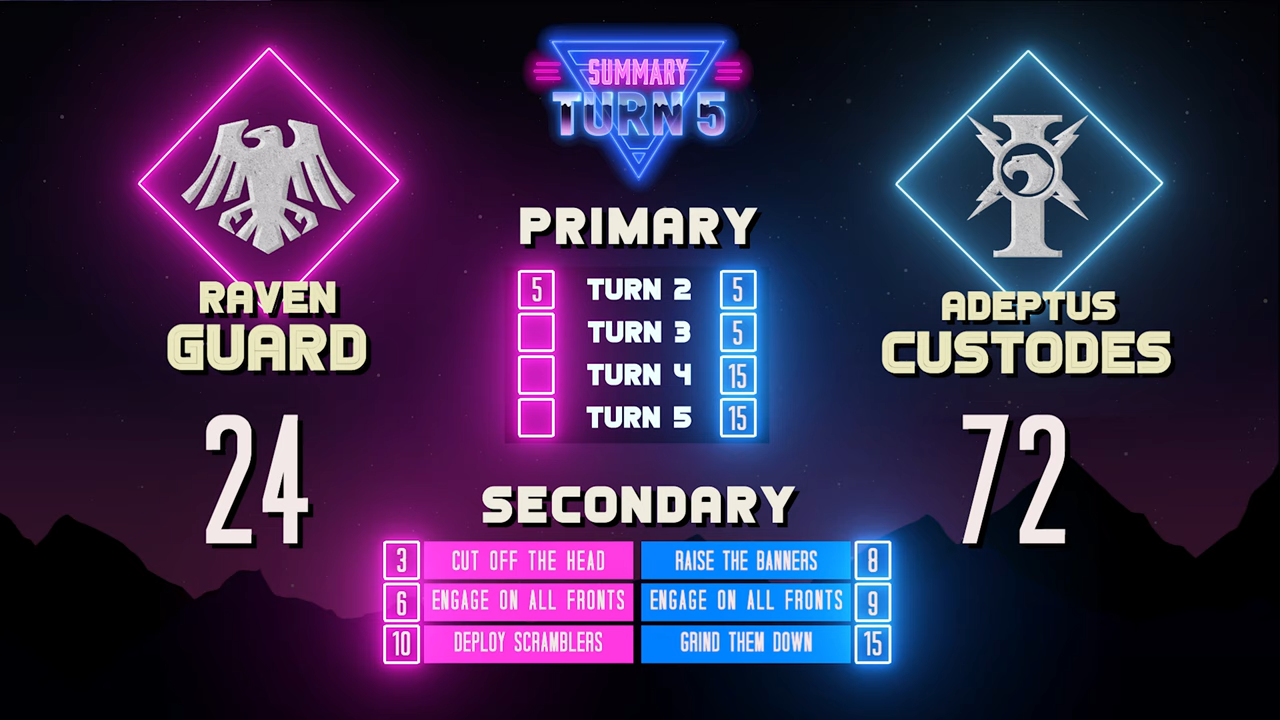 SUMMARY
TURN 5
RAVEN
GUARD
24
ADEPTUS
CUSTODES
72
PRIMARY
5 TURN 2 5
TURN 3 5
TURN 4 15
TURN 5 15
SECONDARY
3 CUT OFF THE HEAD RAISE THE BANNERS 8
6 ENGAGE ON ALL FRONTS ENGAGE ON ALL FRONTS 9
10 DEPLOY SCRAMBLERS GRIND THEM DOWN 15